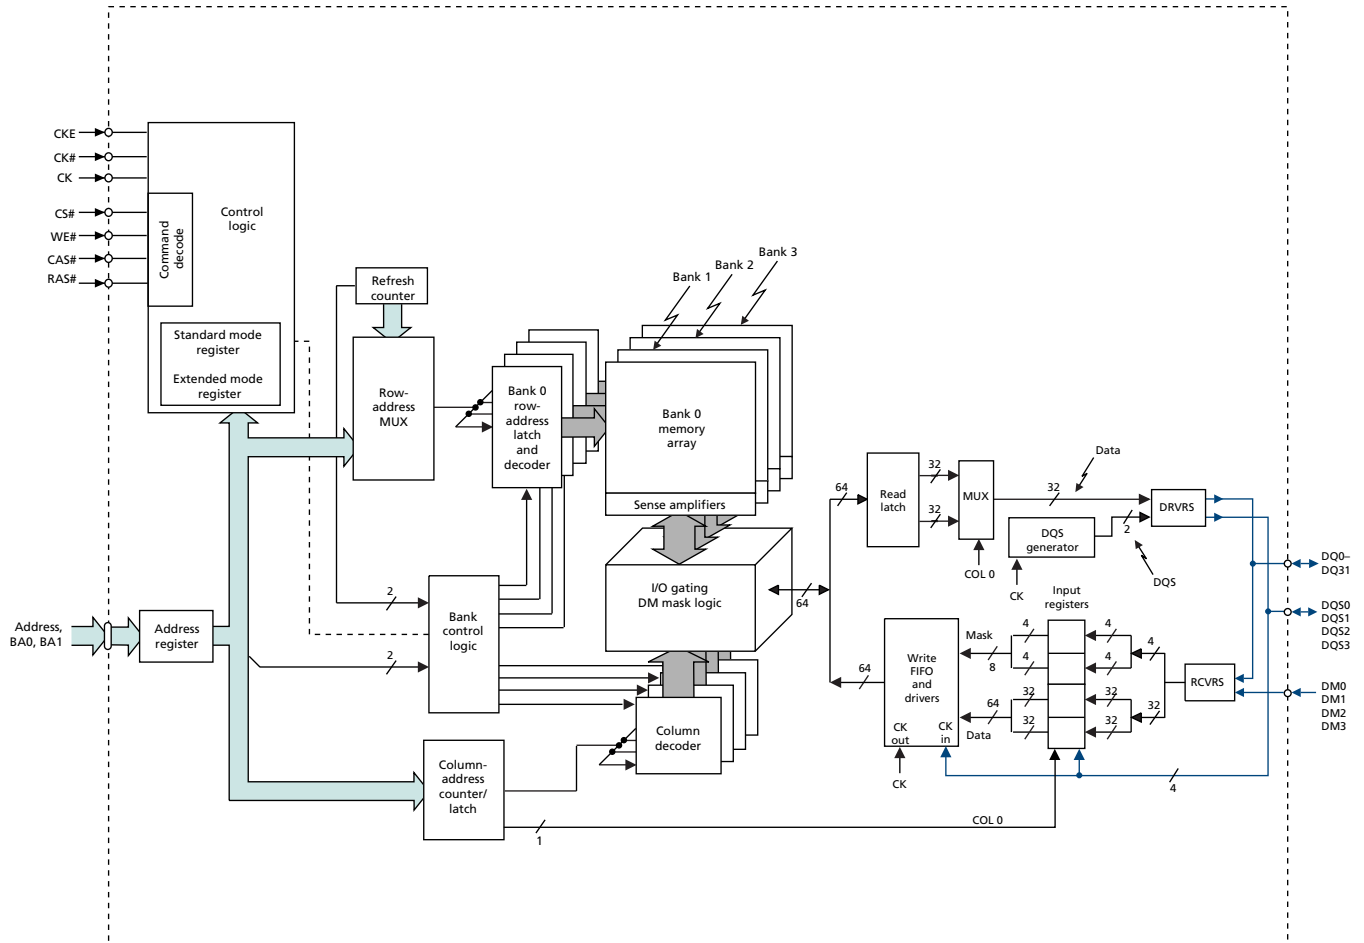 CKE
CK#
CK
CS#
WE#
CAS#
RAS#
Command
decode
Control
logic
Standard mode
register
Extended mode
register
Refresh
counter
Row-
address
MUX
Bank 0
row-
address
latch
and
decoder
Bank 1
Bank 2
Bank 3
Bank 0
memory
array
Sense amplifiers
I/O gating
DM mask logic
64
Address,
BA0, BA1
Address
register
2
2
Bank
control
logic
Column
decoder
Column-
address
counter/
latch
1
COL 0
64
Read
latch
32
32
MUX
COL 0
32
Data
DQS
generator
CK
2
DQS
DRVRS
DQ0–
DQ31
DQS0
DQS1
DQS2
DQS3
DM0
DM1
DM2
DM3
Input
registers
64
Write
FIFO
and
drivers
CK
out
CK
in
CK
Mask
8
64
Data
4
4
32
32
4
4
32
32
4
32
RCVRS
4